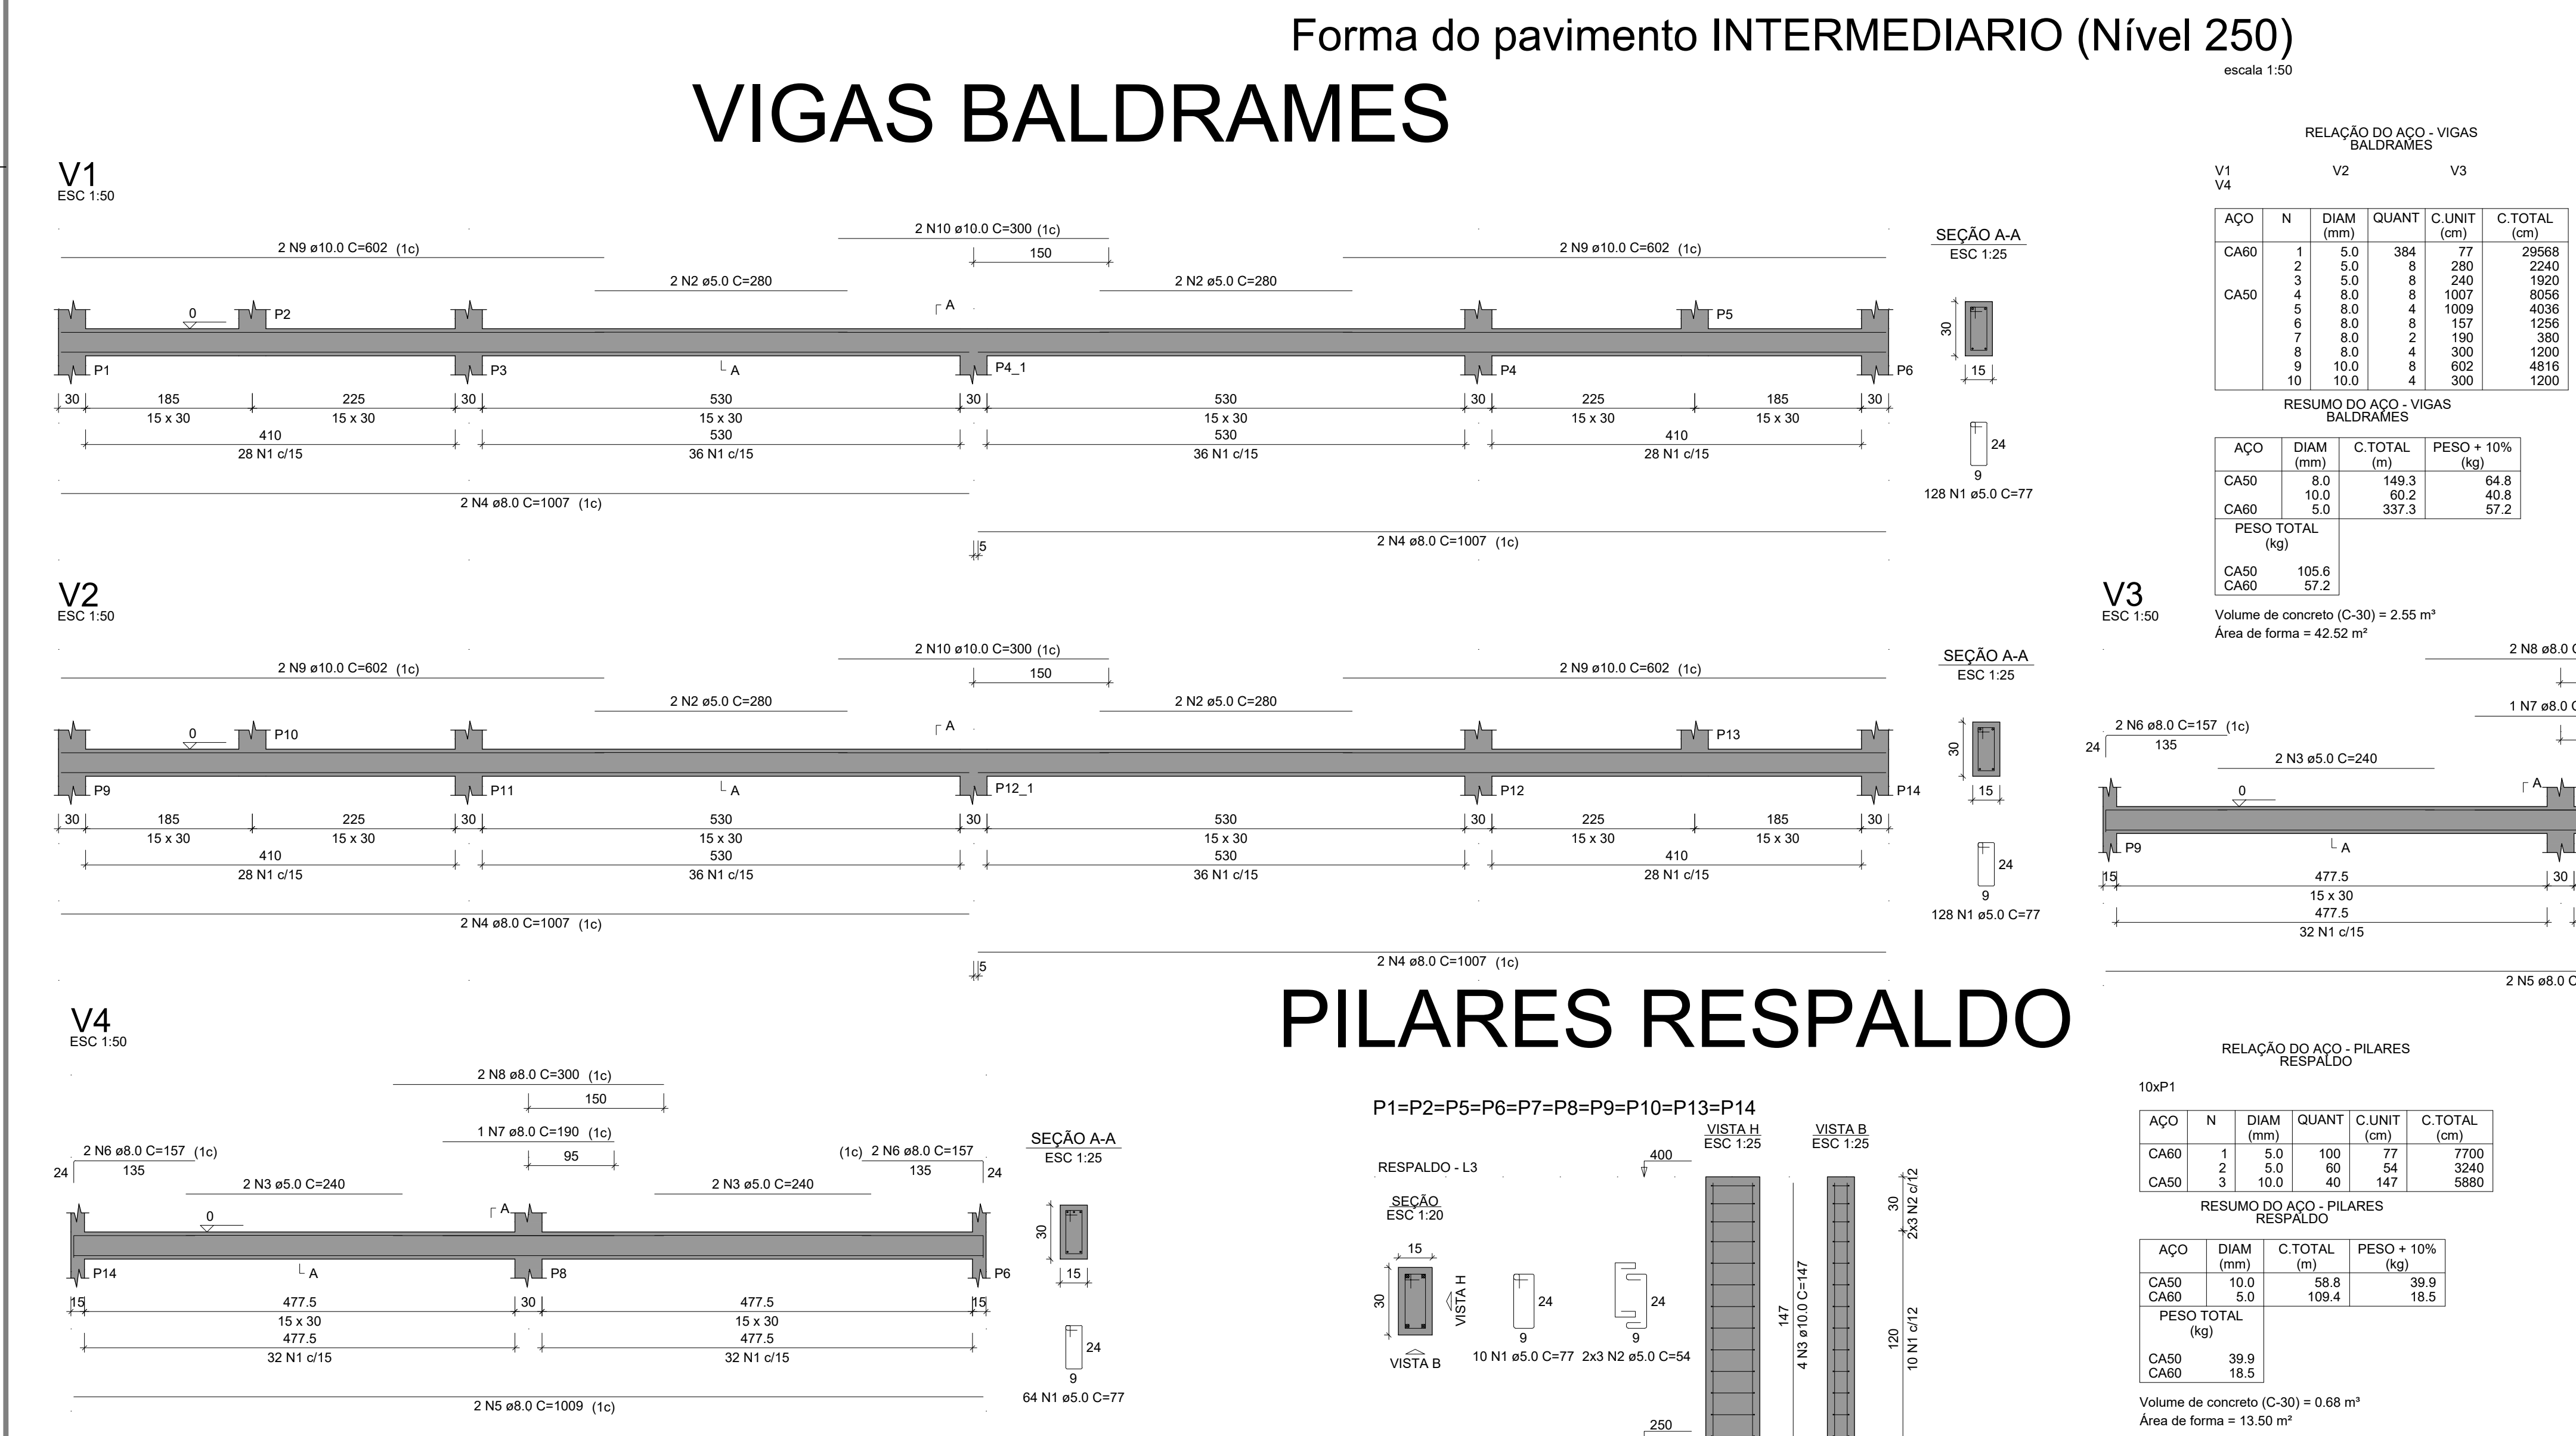 Forma do pavimento INTERMEDIARIO (Nível 250)
escala 1:50
VIGAS BALDRAMES
V1
ESC 1:50
2 N10 ø10.0 C=300 (1c)
2 N9 ø10.0 C=602 (1c)
150
2 N9 ø10.0 C=602 (1c)
2 N2 ø5.0 C=280
2 N2 ø5.0 C=280
A
0
P2
P5
P1
P3
A
P4_1
P4
P6
30 185 225 30 530 30 530 30 225 185 30
15 x 30 15 x 30 15 x 30 15 x 30 15 x 30 15 x 30
410 530 530 410
28 N1 c/15 36 N1 c/15 36 N1 c/15 28 N1 c/15
2 N4 ø8.0 C=1007 (1c)
2 N4 ø8.0 C=1007 (1c)
5
SEÇÃO A-A
ESC 1:25
30
15
24
9
128 N1 ø5.0 C=77
RELAÇÃO DO AÇO - VIGAS
BALDRAMES
V1 V2 V3
V4
AÇO N DIAM QUANT C.UNIT C.TOTAL
(mm) (cm) (cm)
CA60 1 5.0 384 77 29568
2 5.0 8 280 2240
3 5.0 8 240 1920
CA50 4 8.0 8 1007 8056
5 8.0 4 1009 4036
6 8.0 8 157 1256
7 8.0 2 190 380
8 8.0 4 300 1200
9 10.0 8 602 4816
10 10.0 4 300 1200
RESUMO DO AÇO - VIGAS
BALDRAMES
AÇO DIAM C.TOTAL PESO + 10%
(mm) (m) (kg)
CA50 8.0 149.3 64.8
10.0 60.2 40.8
CA60 5.0 337.3 57.2
PESO TOTAL
(kg)
CA50 105.6
CA60 57.2
Volume de concreto (C-30) = 2.55 m³
Área de forma = 42.52 m²
V2
ESC 1:50
2 N10 ø10.0 C=300 (1c)
2 N9 ø10.0 C=602 (1c)
150
2 N9 ø10.0 C=602 (1c)
2 N2 ø5.0 C=280
2 N2 ø5.0 C=280
A
0
P10
P13
P9
P11
A
P12_1
P12
P14
30 185 225 30 530 30 530 30 225 185 30
15 x 30 15 x 30 15 x 30 15 x 30 15 x 30 15 x 30
410 530 530 410
28 N1 c/15 36 N1 c/15 36 N1 c/15 28 N1 c/15
2 N4 ø8.0 C=1007 (1c)
2 N4 ø8.0 C=1007 (1c)
5
SEÇÃO A-A
ESC 1:25
30
15
24
9
128 N1 ø5.0 C=77
V3
ESC 1:50
2 N8 ø8.0
1 N7 ø8.0
2 N6 ø8.0 C=157 (1c)
24
135
2 N3 ø5.0 C=240
A
0
P9
A
15 477.5 30
15 x 30
477.5
32 N1 c/15
2 N5 ø8.0
V4
ESC 1:50
2 N8 ø8.0 C=300 (1c)
150
1 N7 ø8.0 C=190 (1c)
95
2 N6 ø8.0 C=157 (1c)
24
135
(1c) 2 N6 ø8.0 C=157
135
24
2 N3 ø5.0 C=240
2 N3 ø5.0 C=240
A
0
P14
A
P8
P6
15 477.5 30 477.5 15
15 x 30 15 x 30
477.5 477.5
32 N1 c/15 32 N1 c/15
2 N5 ø8.0 C=1009 (1c)
SEÇÃO A-A
ESC 1:25
30
15
24
9
64 N1 ø5.0 C=77
PILARES RESPALDO
P1=P2=P5=P6=P7=P8=P9=P10=P13=P14
VISTA H
ESC 1:25
VISTA B
ESC 1:25
RESPALDO - L3
400
SEÇÃO
ESC 1:20
15
30
VISTA H
VISTA B
24
9
10 N1 ø5.0 C=77
24
9
2x3 N2 ø5.0 C=54
147
4 N3 ø10.0 C=147
30
2x3 N2 c/12
120
10 N1 c/12
250
RELAÇÃO DO AÇO - PILARES
RESPALDO
10xP1
AÇO N DIAM QUANT C.UNIT C.TOTAL
(mm) (cm) (cm)
CA60 1 5.0 100 77 7700
2 5.0 60 54 3240
CA50 3 10.0 40 147 5880
RESUMO DO AÇO - PILARES
RESPALDO
AÇO DIAM C.TOTAL PESO + 10%
(mm) (m) (kg)
CA50 10.0 58.8 39.9
CA60 5.0 109.4 18.5
PESO TOTAL
(kg)
CA50 39.9
CA60 18.5
Volume de concreto (C-30) = 0.68 m³
Área de forma = 13.50 m²